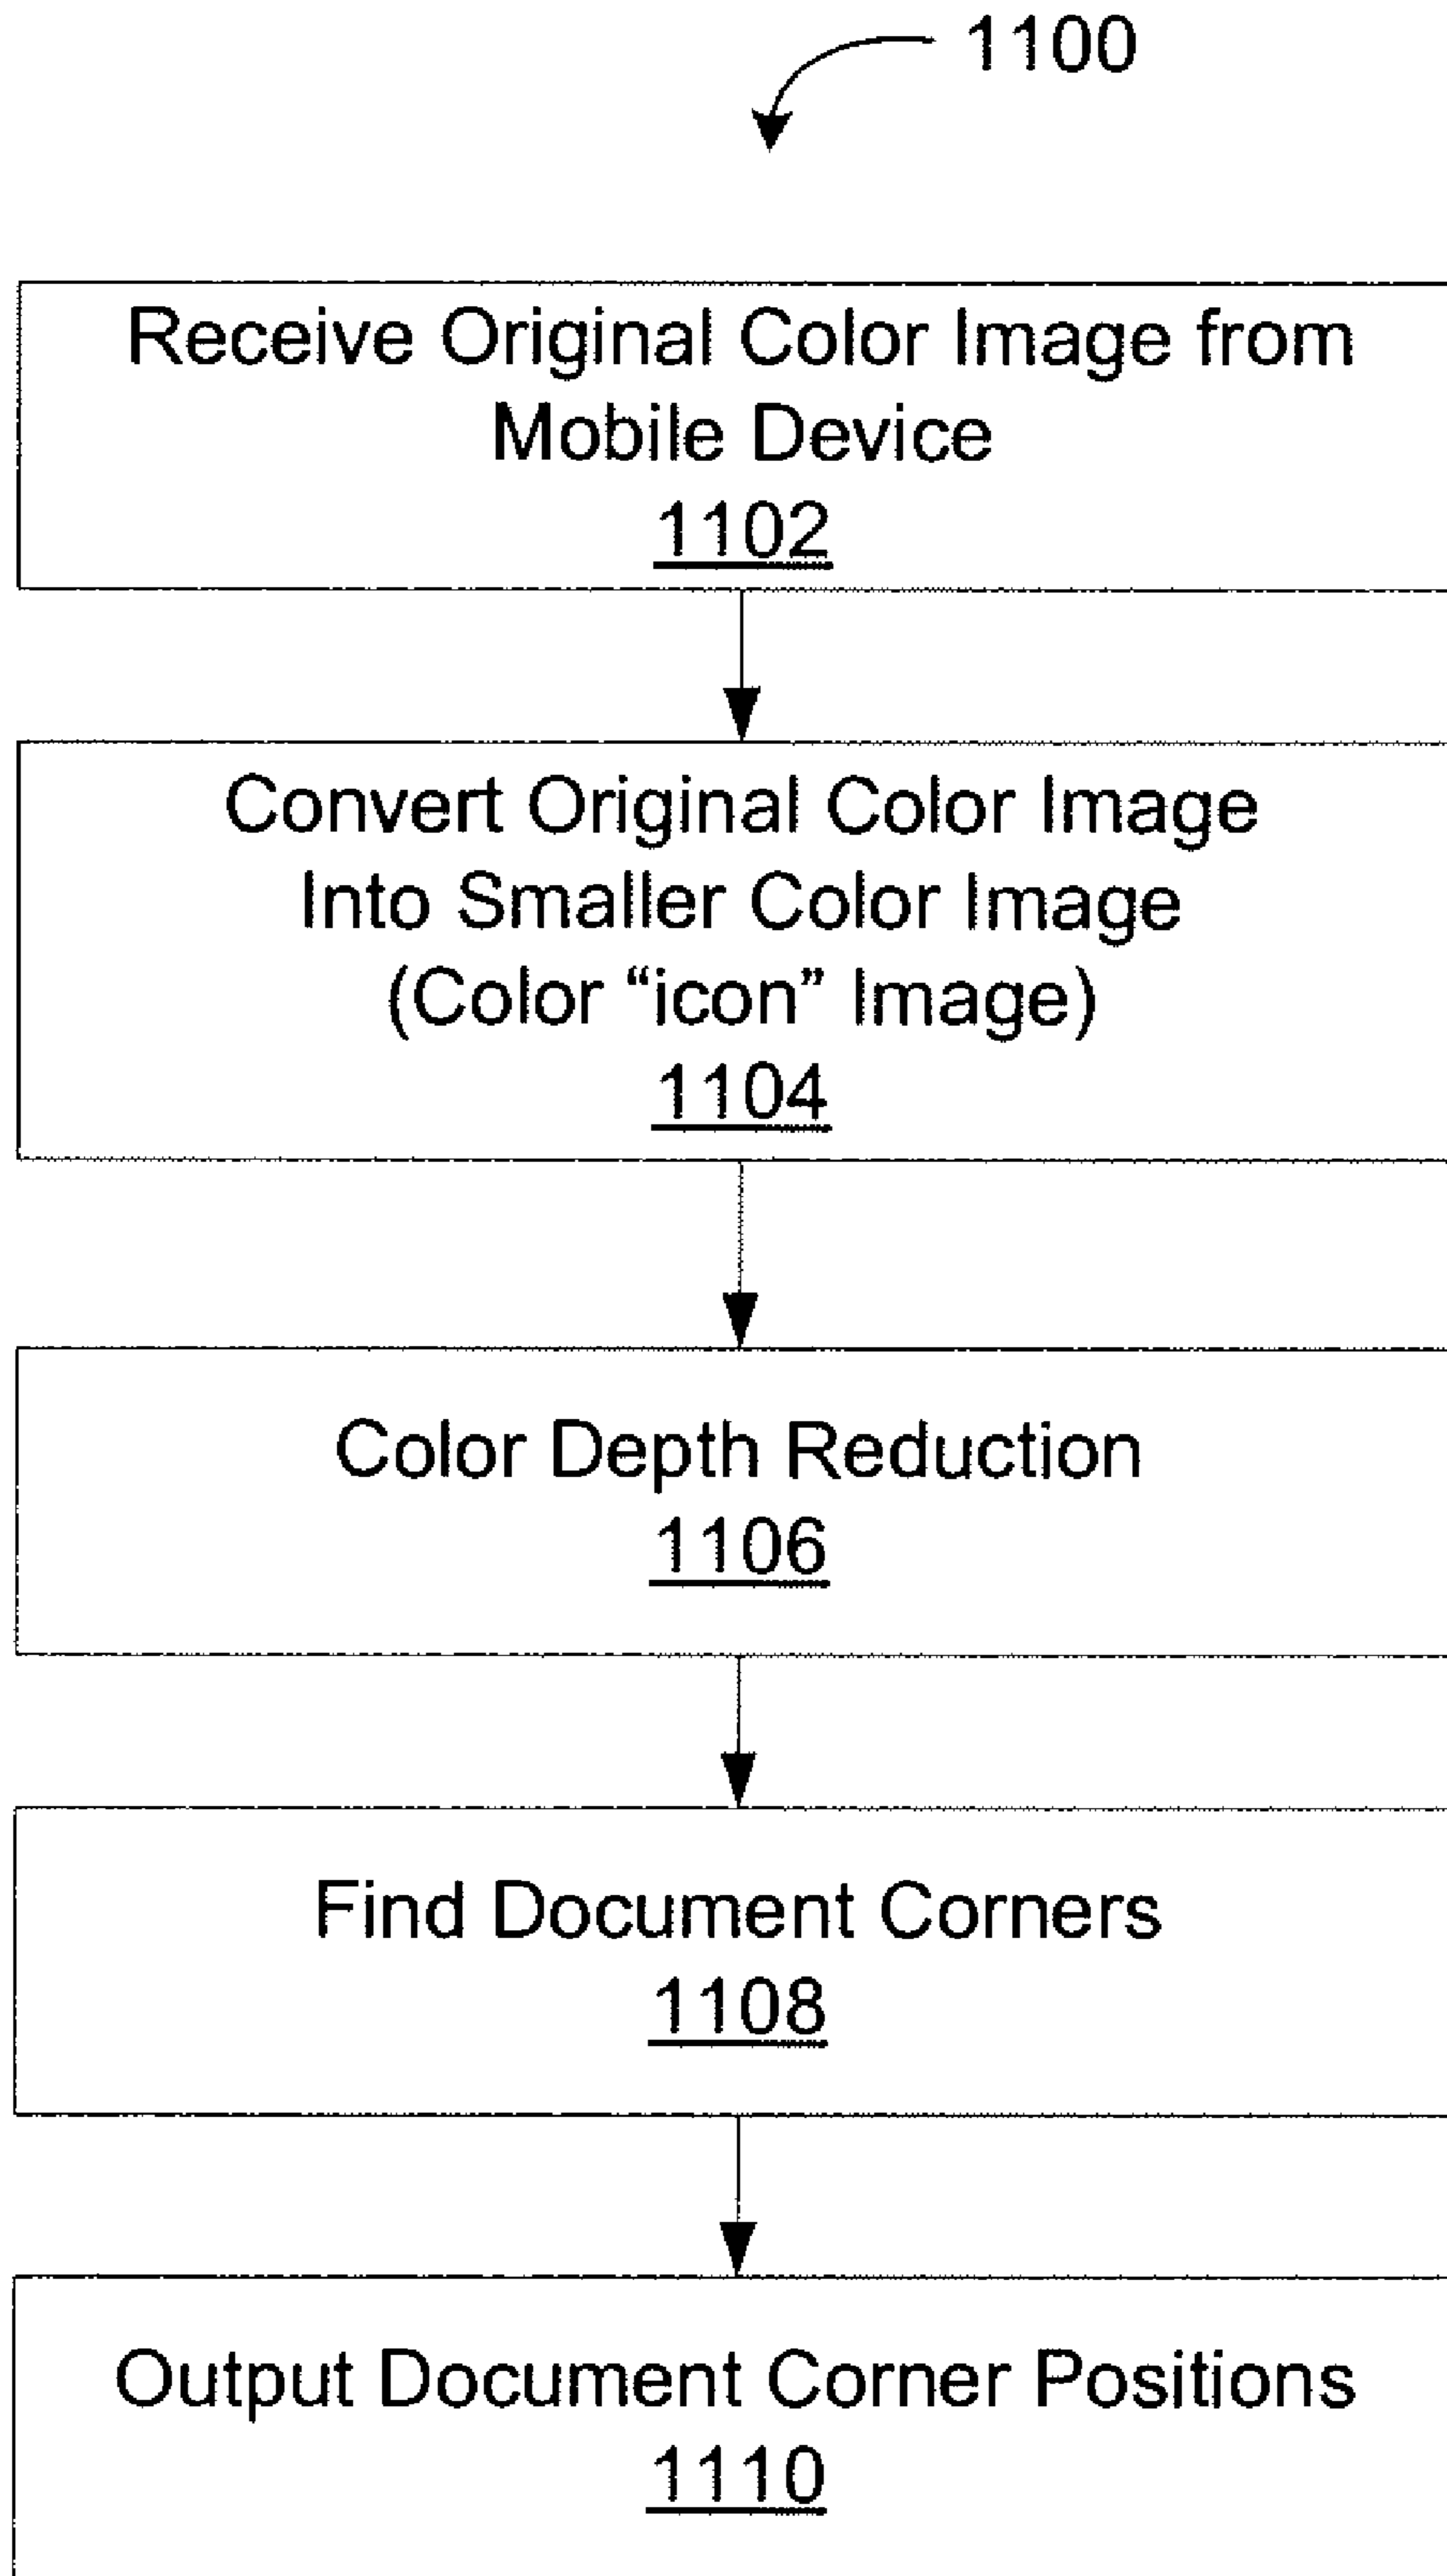 1100
Receive Original Color Image from
Mobile Device
1102
Convert Original Color Image
Into Smaller Color Image
(Color “icon” Image)
1104
Color Depth Reduction
1106
Find Document Corners
1108
Output Document Corner Positions
1110